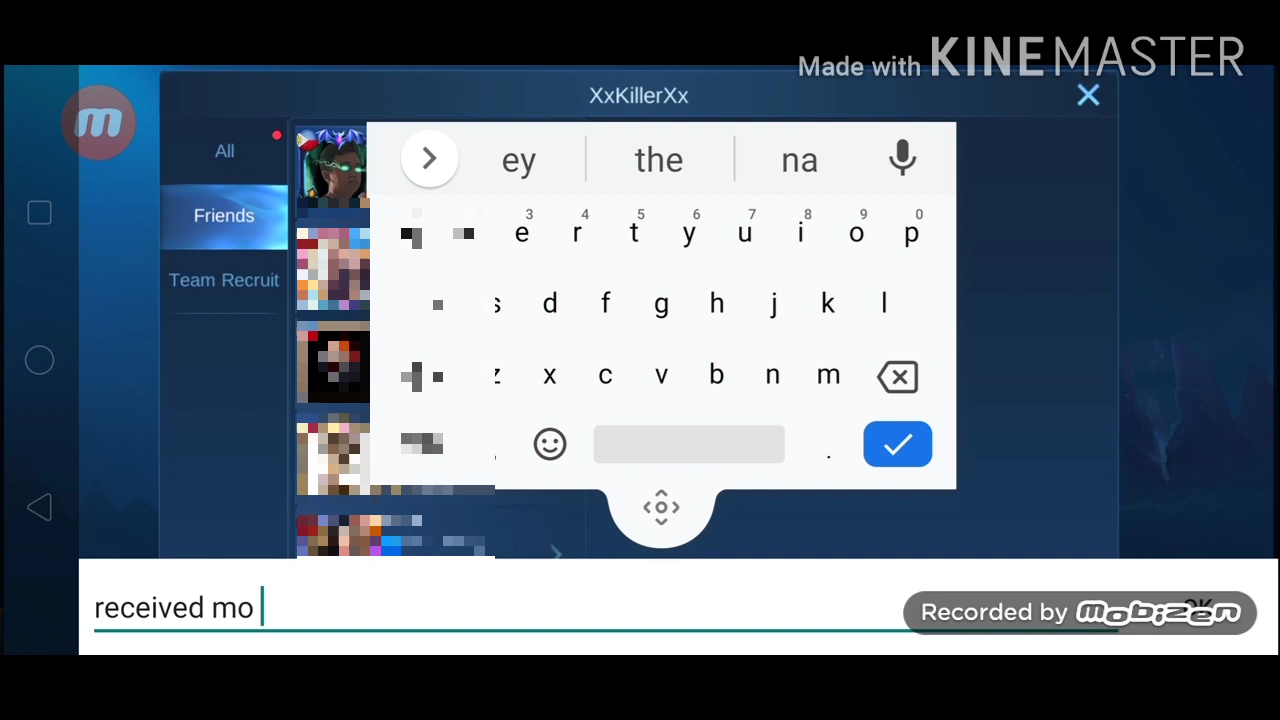 Made with KINEMASTER
XxKillerXx
All
Friends
Team Recruit
ey the na
3 4 5 6 7 8 9 0
e r t y u i o p
s d f g h j k l
z x c v b n m
, .
received mo
OK
Recorded by mobizen